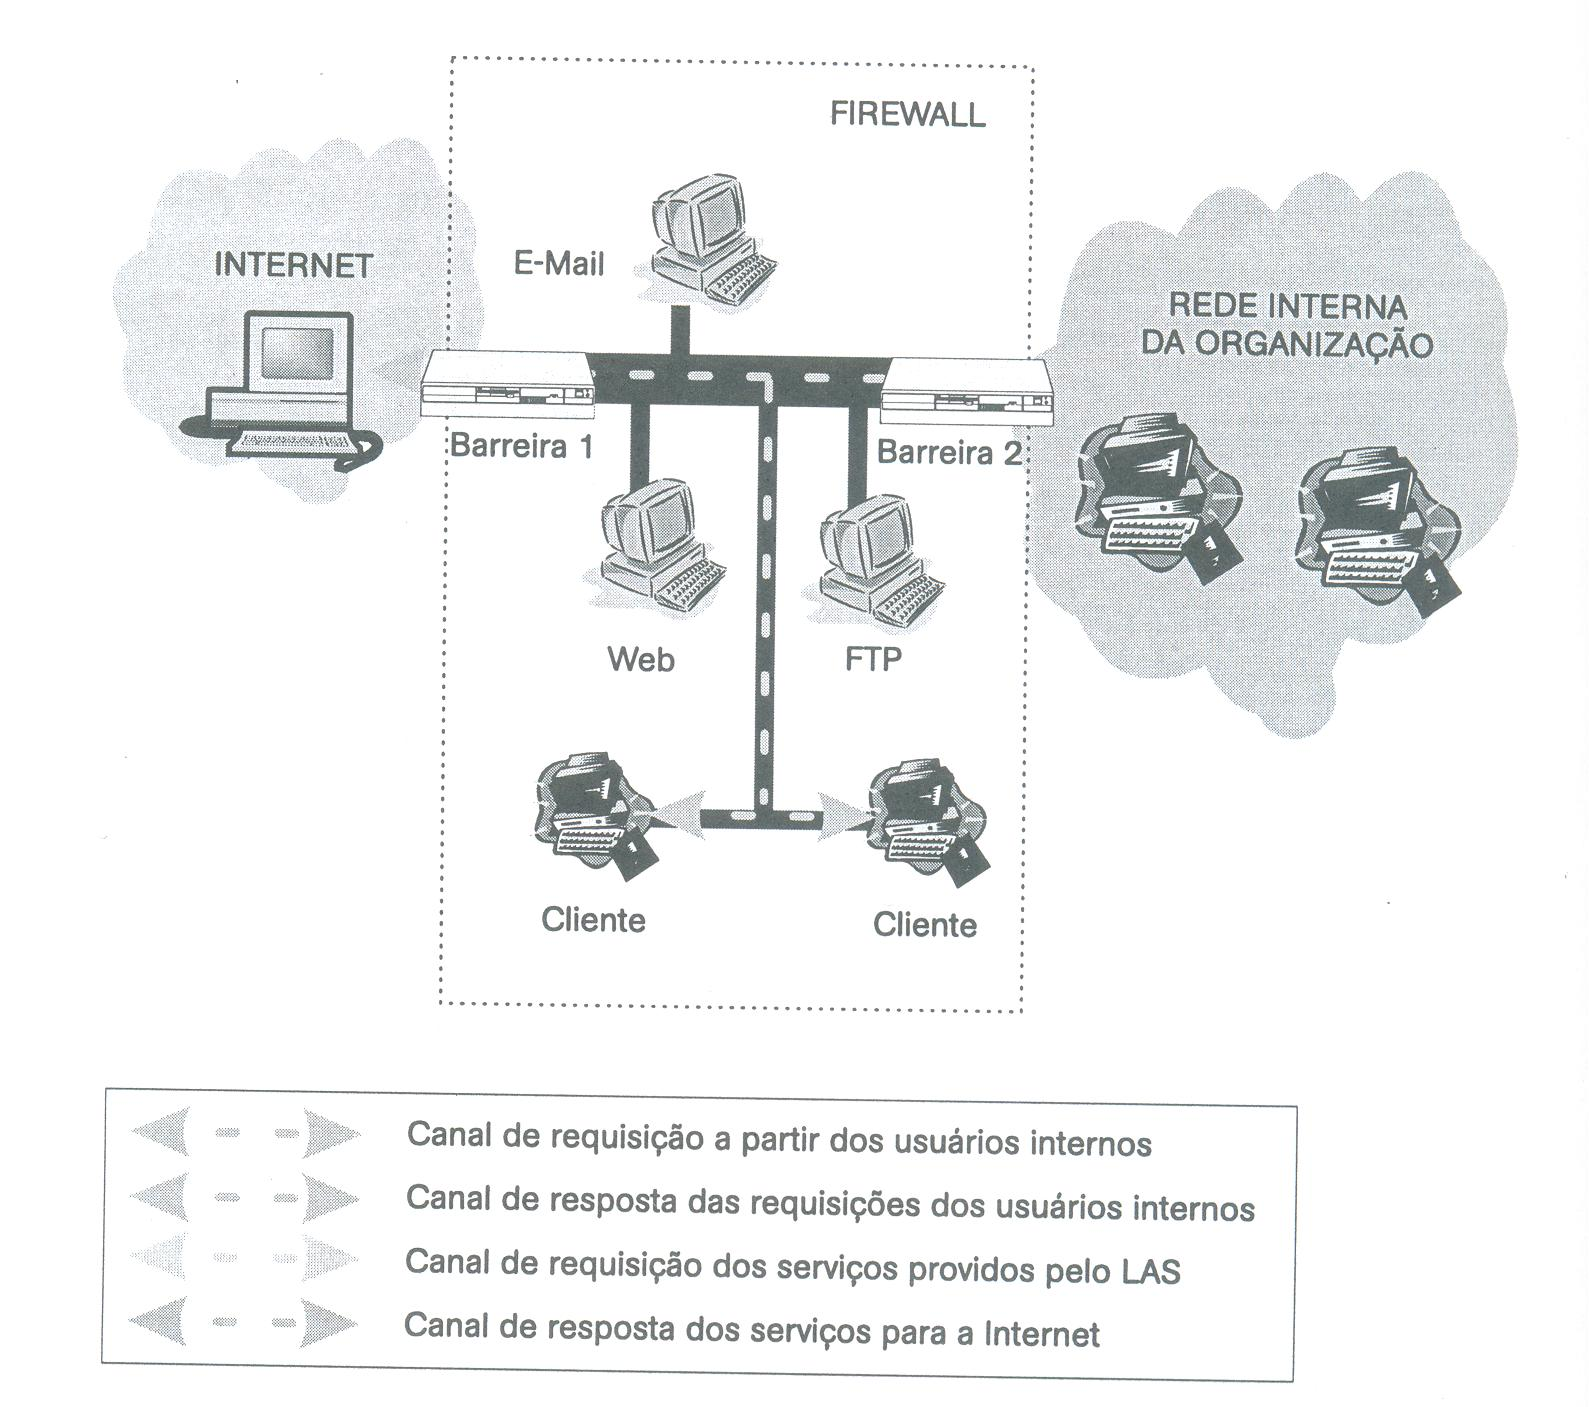 FIREWALL
E-Mail
INTERNET
REDE INTERNA
DA ORGANIZAÇÃO
Barreira 1
Barreira 2
Web
FTP
Cliente
Cliente
Canal de requisição a partir dos usuários internos
Canal de resposta das requisições dos usuários internos
Canal de requisição dos serviços providos pelo LAS
Canal de resposta dos serviços para a Internet